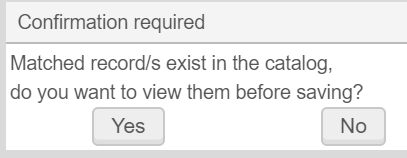 Confirmation required
Matched record/s exist in the catalog,
do you want to view them before saving?
Yes No